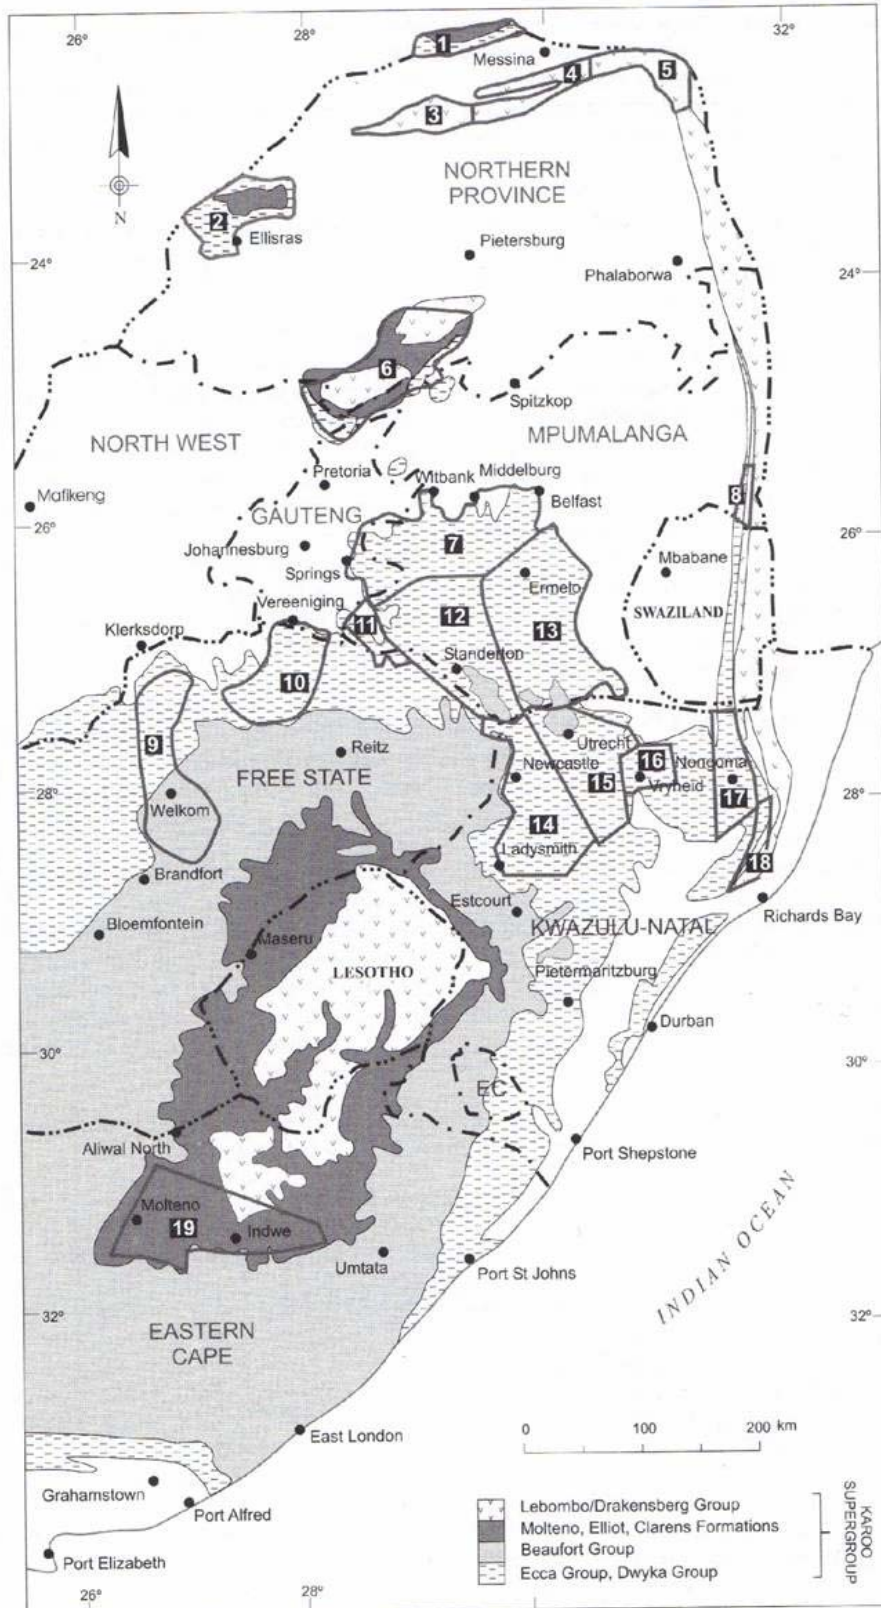 26°
28°
32°
1
Messina
4
5
3
NORTHERN
PROVINCE
N
2
Ellisras
Pietersburg
24°
Phalaborwa
24°
6
Spitzkop
NORTH WEST
MPUMALANGA
Pretoria
Witbank
Middelburg
Mafikeng
Belfast
8
26°
GAUTENG
26°
Johannesburg
7
Springs
Mbabane
Ermelo
Vereeniging
11
12
SWAZILAND
Klerksdorp
13
10
Standerton
9
Reitz
Utrecht
16
Nongoma
FREE STATE
Newcastle
15
Vryheid
17
28°
Welkom
28°
14
Ladysmith
18
Brandfort
Estcourt
Richards Bay
Bloemfontein
KWAZULU-NATAL
Maseru
LESOTHO
Pietermaritzburg
Durban
30°
30°
EC
Aliwal North
Port Shepstone
Molteno
19
Indwe
Umtata
Port St Johns
INDIAN OCEAN
32°
32°
EASTERN
CAPE
East London
0 100 200 km
Grahamstown
Port Alfred
Port Elizabeth
Lebombo/Drakensberg Group
Molteno, Elliot, Clarens Formations
Beaufort Group
Ecca Group, Dwyka Group
KAROO
SUPERGROUP
26°
28°